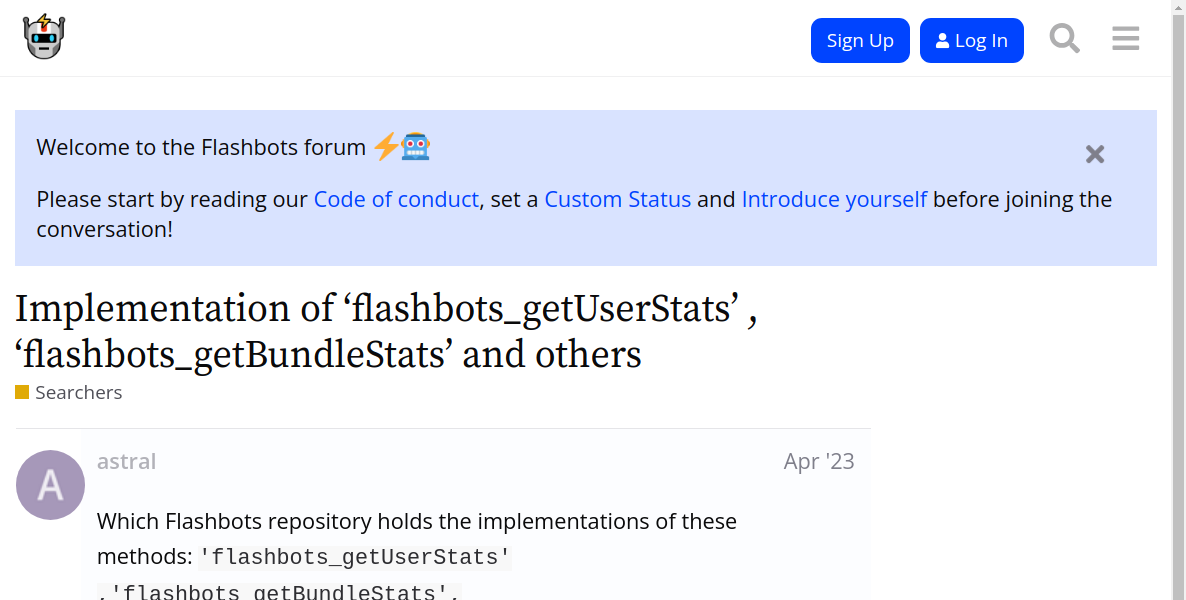 Sign Up
Log In
Welcome to the Flashbots forum
Please start by reading our Code of conduct, set a Custom Status and Introduce yourself before joining the
conversation!
Implementation of ‘flashbots_getUserStats’ ,
‘flashbots_getBundleStats’ and others
Searchers
A
astral
Apr '23
Which Flashbots repository holds the implementations of these
methods: 'flashbots_getUserStats'
,'flashbots_getBundleStats',